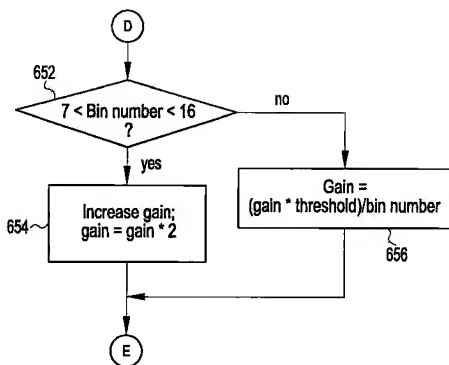 D
652
7 < Bin number < 16
?
no
yes
Increase gain;
gain = gain * 2
654
Gain =
(gain * threshold)/bin number
656
E